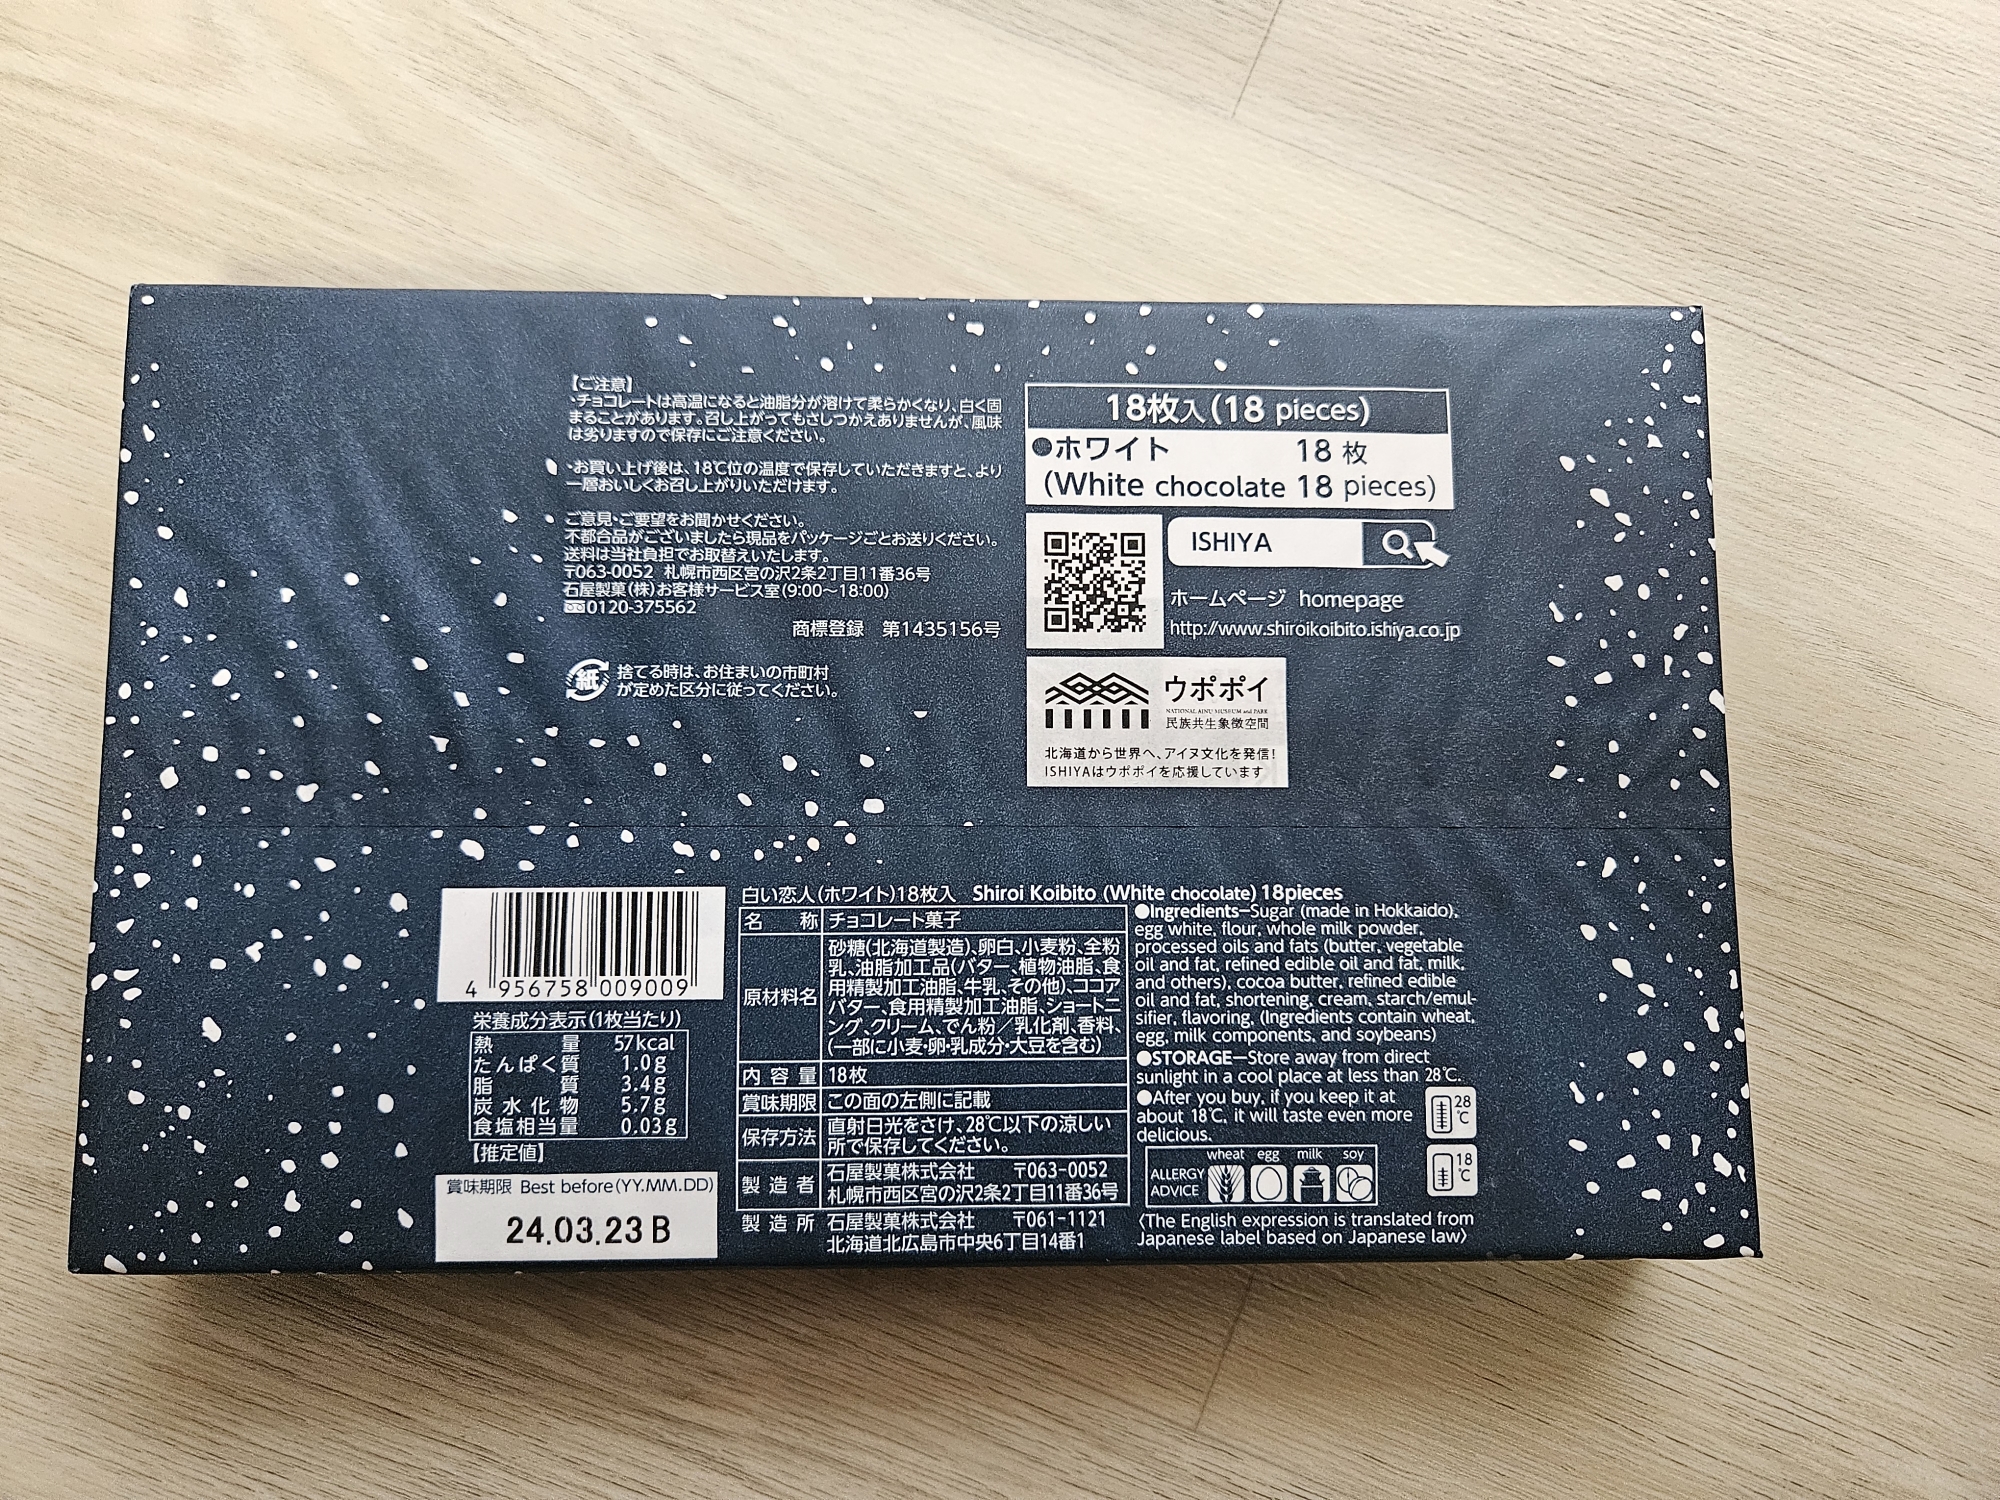 【ご注意】
・チョコレートは高温になると油脂分が溶けて柔らかくなり、白く固
まることがあります。召し上がってもさしつかえありませんが、風味
は劣りますので保存にご注意ください。
・お買い上げ後は、18℃位の温度で保存していただきますと、より
一層おいしくお召し上がりいただけます。
ご意見・ご要望をお聞かせください。
不都合品がございましたら現品をパッケージごとお送りください。
送料は当社負担でお取替えいたします。
〒063-0052 札幌市西区宮の沢2条2丁目11番36号
石屋製菓(株)お客様サービス室(9:00〜18:00)
0120-375562
商標登録 第1435156号
紙
捨てる時は、お住まいの市町村
が定めた区分に従ってください。
18枚入(18 pieces)
●ホワイト 18 枚
(White chocolate 18 pieces)
ISHIYA
ホームページ homepage
http://www.shiroikoibito.ishiya.co.jp
ウポポイ
NATIONAL AINU MUSEUM and PARK
民族共生象徴空間
北海道から世界へ、アイヌ文化を発信!
ISHIYAはウポポイを応援しています
4 956758 009009
栄養成分表示(1枚当たり)
熱量 57kcal
たんぱく質 1.0g
脂質 3.4g
炭水化物 5.7g
食塩相当量 0.03g
【推定値】
賞味期限 Best before(YY.MM.DD)
24.03.23 B
白い恋人(ホワイト)18枚入 Shiroi Koibito (White chocolate) 18pieces
名称 チョコレート菓子
原材料名
砂糖(北海道製造)、卵白、小麦粉、全粉
乳、油脂加工品(バター、植物油脂、食
用精製加工油脂、牛乳、その他)、ココア
バター、食用精製加工油脂、ショートニ
ング、クリーム、でん粉/乳化剤、香料、
(一部に小麦・卵・乳成分・大豆を含む)
内容量 18枚
賞味期限 この面の左側に記載
保存方法
直射日光をさけ、28℃以下の涼しい
所で保存してください。
製造者
石屋製菓株式会社 〒063-0052
札幌市西区宮の沢2条2丁目11番36号
製造所 石屋製菓株式会社 〒061-1121
北海道北広島市中央6丁目14番1
●Ingredients—Sugar (made in Hokkaido),
egg white, flour, whole milk powder,
processed oils and fats (butter, vegetable
oil and fat, refined edible oil and fat, milk,
and others), cocoa butter, refined edible
oil and fat, shortening, cream, starch/emul-
sifier, flavoring, (Ingredients contain wheat,
egg, milk components, and soybeans)
●STORAGE—Store away from direct
sunlight in a cool place at less than 28℃.
●After you buy, if you keep it at
about 18℃, it will taste even more
delicious.
28℃
18℃
ALLERGY
ADVICE
wheat egg milk soy
〈The English expression is translated from
Japanese label based on Japanese law〉